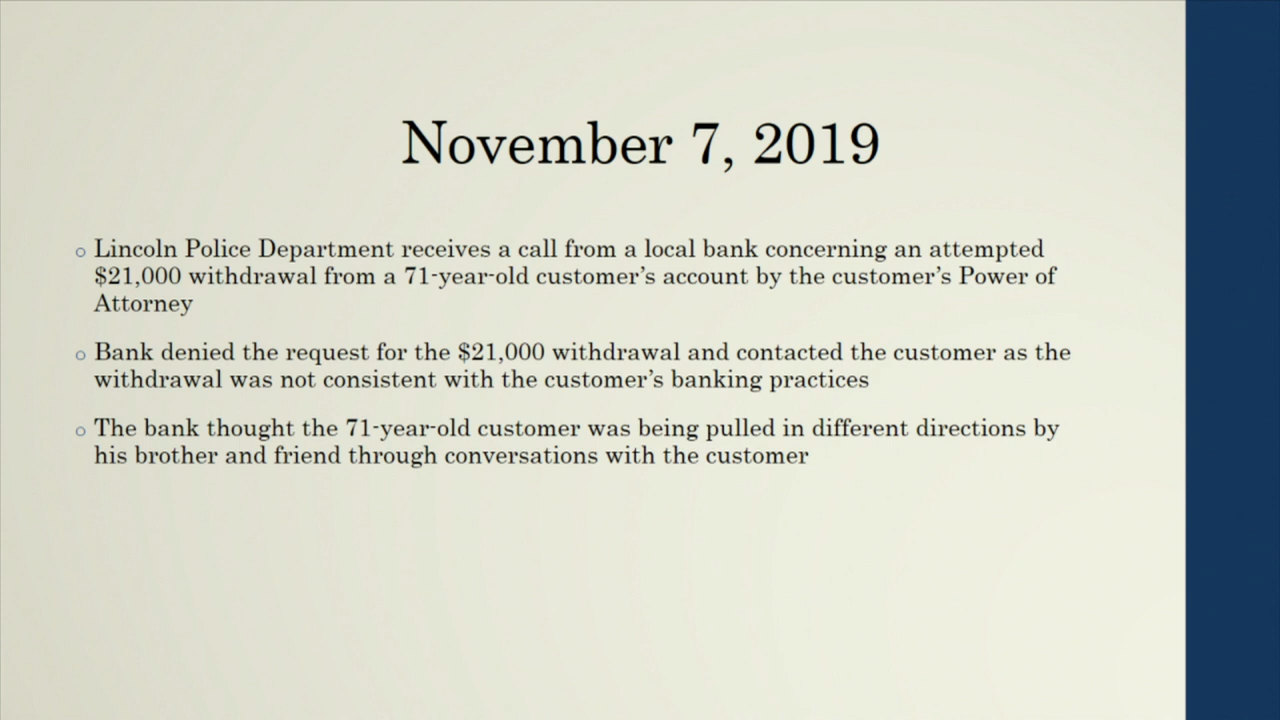 November 7, 2019
Lincoln Police Department receives a call from a local bank concerning an attempted
$21,000 withdrawal from a 71-year-old customer’s account by the customer’s Power of
Attorney
Bank denied the request for the $21,000 withdrawal and contacted the customer as the
withdrawal was not consistent with the customer’s banking practices
The bank thought the 71-year-old customer was being pulled in different directions by
his brother and friend through conversations with the customer